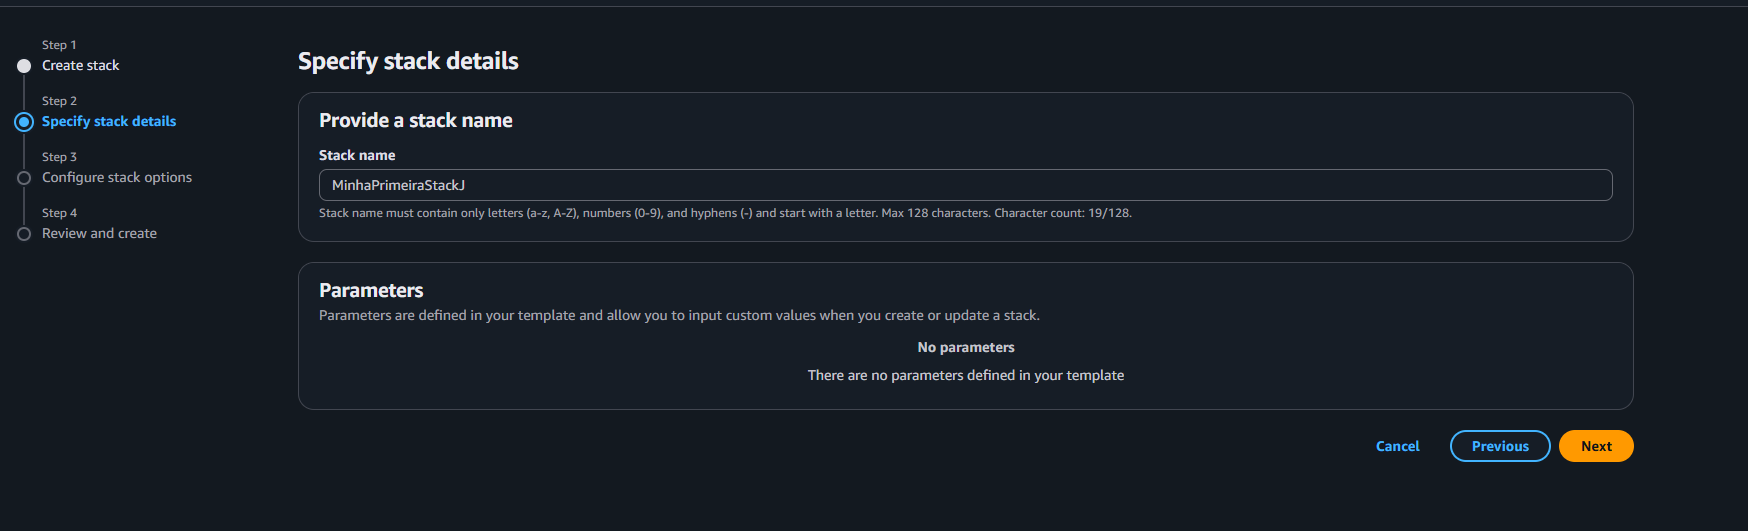 Step 1
Create stack
Step 2
Specify stack details
Step 3
Configure stack options
Step 4
Review and create
Specify stack details
Provide a stack name
Stack name
MinhaPrimeiraStackJ
Stack name must contain only letters (a-z, A-Z), numbers (0-9), and hyphens (-) and start with a letter. Max 128 characters. Character count: 19/128.
Parameters
Parameters are defined in your template and allow you to input custom values when you create or update a stack.
No parameters
There are no parameters defined in your template
Cancel
Previous
Next